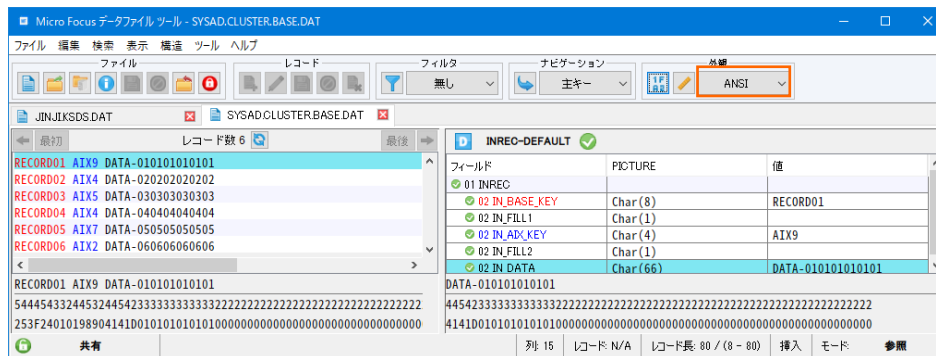 Micro Focus データファイル ツール - SYSAD.CLUSTER.BASE.DAT
ファイル 編集 検索 表示 構造 ツール ヘルプ
ファイル レコード フィルタ ナビゲーション 外観
無し 主キー ANSI
JINJI.KSDS.DAT SYSAD.CLUSTER.BASE.DAT
最初 レコード数 6 最後
RECORD01 AIX9 DATA-010101010101
RECORD02 AIX4 DATA-020202020202
RECORD03 AIX5 DATA-030303030303
RECORD04 AIX4 DATA-040404040404
RECORD05 AIX7 DATA-050505050505
RECORD06 AIX2 DATA-060606060606
RECORD01 AIX9 DATA-010101010101
INREC-DEFAULT
フィールド PICTURE 値
01 INREC
02 IN_BASE_KEY Char(8) RECORD01
02 IN_FILL1 Char(1)
02 IN_AIX_KEY Char(4) AIX9
02 IN_FILL2 Char(1)
02 IN_DATA Char(66) DATA-010101010101
DATA-010101010101
共有 列: 15 レコード: N/A レコード長: 80 / (8 - 80) 挿入 モード: 参照